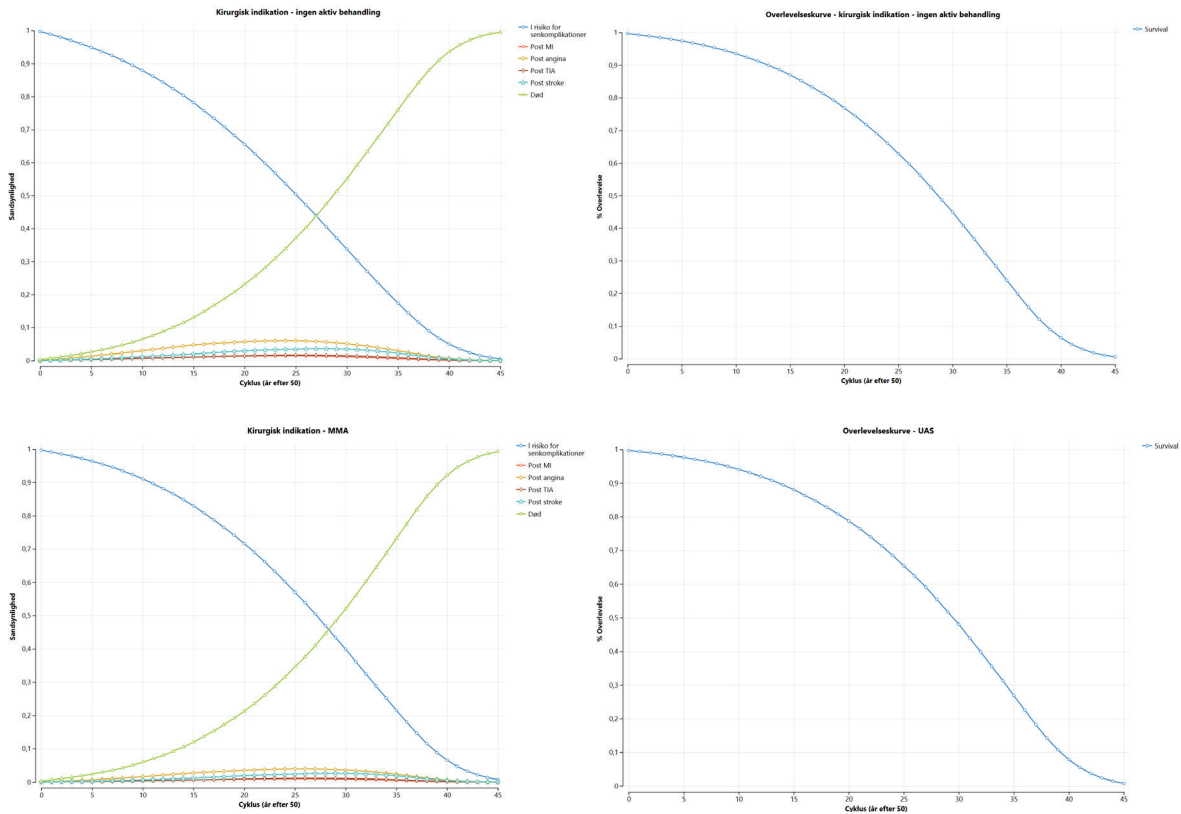 Kirurgisk indikation - ingen aktiv behandling
1
0,9
0,8
0,7
0,6
0,5
0,4
0,3
0,2
0,1
0
Sandsynlighed
0 5 10 15 20 25 30 35 40 45
Cyklus (år efter 50)
I risiko for
senkomplikationer
Post MI
Post angina
Post TIA
Post stroke
Død
Overlevelseskurve - kirurgisk indikation - ingen aktiv behandling
1
0,9
0,8
0,7
0,6
0,5
0,4
0,3
0,2
0,1
0
% Overlevelse
0 5 10 15 20 25 30 35 40 45
Cyklus (år efter 50)
Survival
Kirurgisk indikation - MMA
1
0,9
0,8
0,7
0,6
0,5
0,4
0,3
0,2
0,1
0
Sandsynlighed
0 5 10 15 20 25 30 35 40 45
Cyklus (år efter 50)
I risiko for
senkomplikationer
Post MI
Post angina
Post TIA
Post stroke
Død
Overlevelseskurve - UAS
1
0,9
0,8
0,7
0,6
0,5
0,4
0,3
0,2
0,1
0
% Overlevelse
0 5 10 15 20 25 30 35 40 45
Cyklus (år efter 50)
Survival